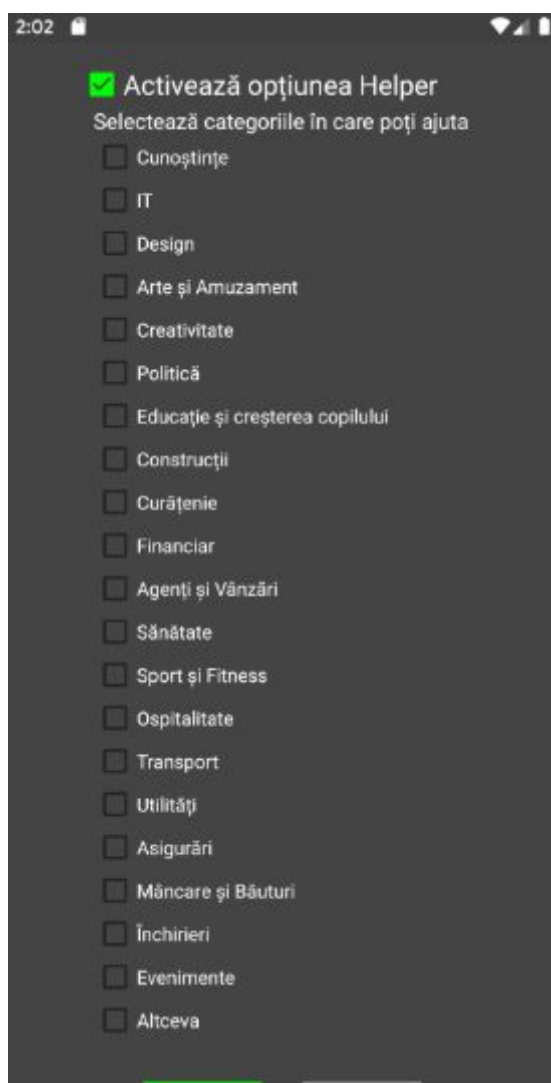 2:02
Activează opțiunea Helper
Selectează categoriile în care poți ajuta
Cunoștințe
IT
Design
Arte și Amuzament
Creativitate
Politică
Educație și creșterea copilului
Construcții
Curățenie
Financiar
Agenți și Vânzări
Sănătate
Sport și Fitness
Ospitalitate
Transport
Utilități
Asigurări
Mâncare și Băuturi
Închirieri
Evenimente
Altceva